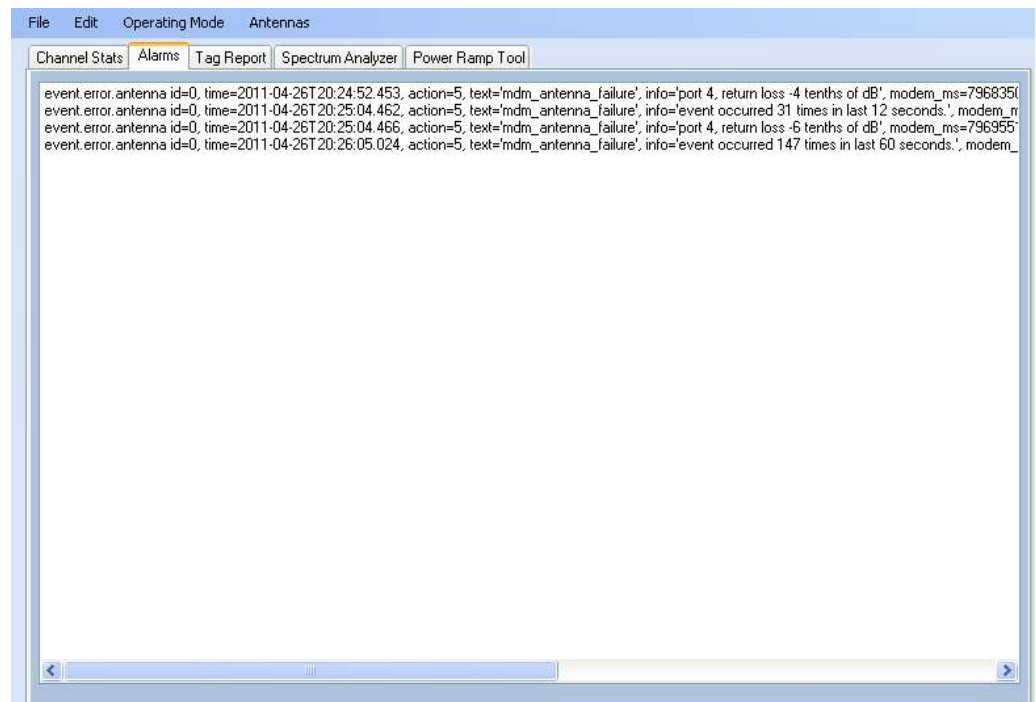 File Edit Operating Mode Antennas
Channel Stats Alarms Tag Report Spectrum Analyzer Power Ramp Tool
event.error.antenna id=0, time=2011-04-26T20:24:52.453, action=5, text='mdm_antenna_failure', info='port 4, return loss -4 tenths of dB', modem_ms=7968350
event.error.antenna id=0, time=2011-04-26T20:25:04.462, action=5, text='mdm_antenna_failure', info='event occurred 31 times in last 12 seconds.', modem_m
event.error.antenna id=0, time=2011-04-26T20:25:04.466, action=5, text='mdm_antenna_failure', info='port 4, return loss -6 tenths of dB', modem_ms=796955
event.error.antenna id=0, time=2011-04-26T20:26:05.024, action=5, text='mdm_antenna_failure', info='event occurred 147 times in last 60 seconds.', modem_